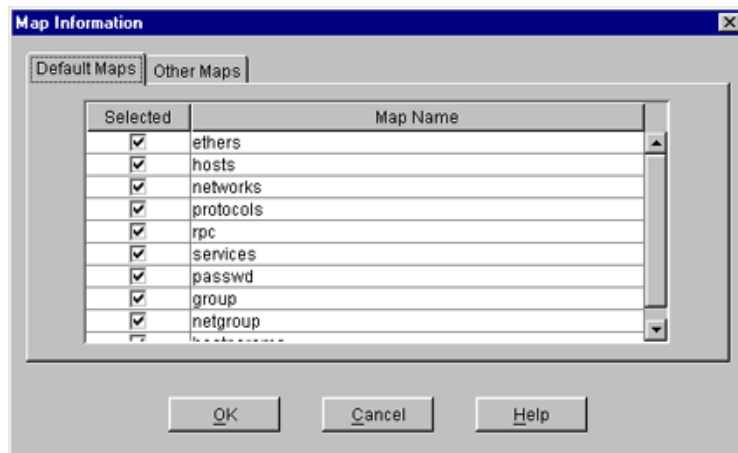 Map Information
Default Maps Other Maps
Selected Map Name
ethers
hosts
networks
protocols
rpc
services
passwd
group
netgroup
OK Cancel Help